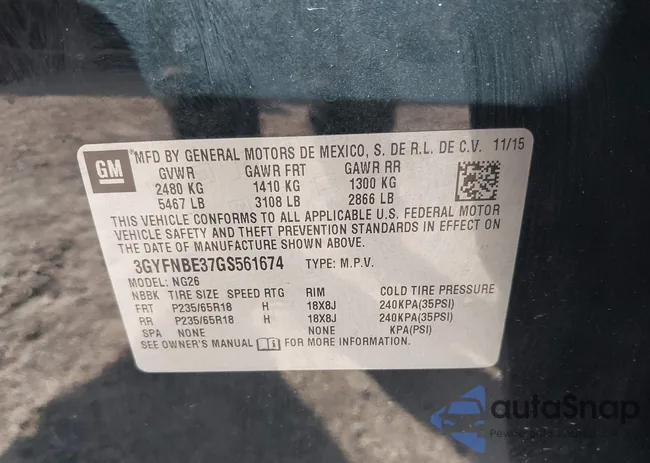 GM
MFD BY GENERAL MOTORS DE MEXICO, S. DE R.L. DE C.V. 11/15
GVWR GAWR FRT GAWR RR
2480 KG 1410 KG 1300 KG
5467 LB 3108 LB 2866 LB
THIS VEHICLE CONFORMS TO ALL APPLICABLE U.S. FEDERAL MOTOR
VEHICLE SAFETY AND THEFT PREVENTION STANDARDS IN EFFECT ON
THE DATE OF MANUFACTURE SHOWN ABOVE.
3GYFNBE37GS561674 TYPE: M.P.V.
MODEL: NG26
NBBK TIRE SIZE SPEED RTG RIM COLD TIRE PRESSURE
FRT P235/65R18 H 18X8J 240KPA(35PSI)
RR P235/65R18 H 18X8J 240KPA(35PSI)
SPA NONE NONE KPA(PSI)
SEE OWNER'S MANUAL FOR MORE INFORMATION.
autoSnap